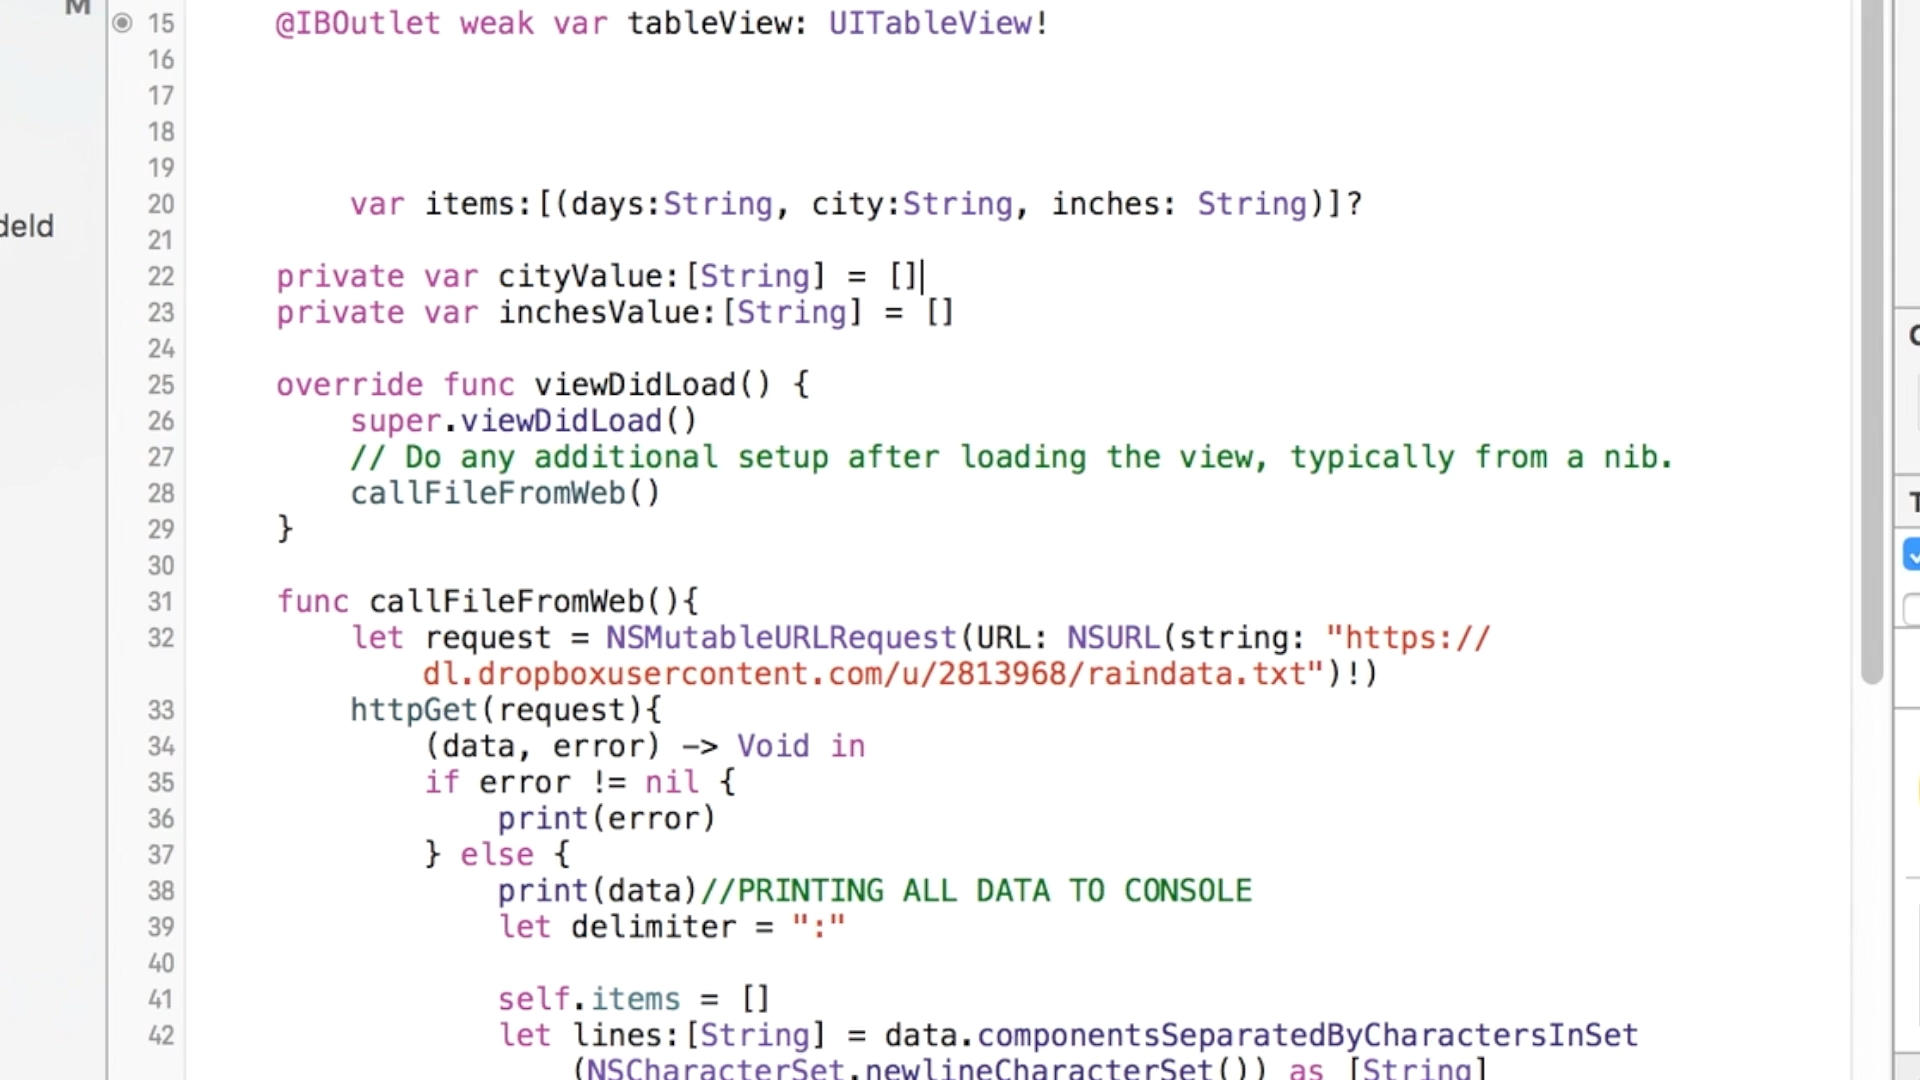 M
15 @IBOutlet weak var tableView: UITableView!
16
17
18
19
20 var items:[(days:String, city:String, inches: String)]?
deld
21
22 private var cityValue:[String] = []
23 private var inchesValue:[String] = []
24
25 override func viewDidLoad() {
26 super.viewDidLoad()
27 // Do any additional setup after loading the view, typically from a nib.
28 callFileFromWeb()
29 }
30
31 func callFileFromWeb(){
32 let request = NSMutableURLRequest(URL: NSURL(string: "https://
dl.dropboxusercontent.com/u/2813968/raindata.txt")!)
33 httpGet(request){
34 (data, error) -> Void in
35 if error != nil {
36 print(error)
37 } else {
38 print(data)//PRINTING ALL DATA TO CONSOLE
39 let delimiter = ":"
40
41 self.items = []
42 let lines:[String] = data.componentsSeparatedByCharactersInSet
(NSCharacterSet.newlineCharacterSet()) as [String]